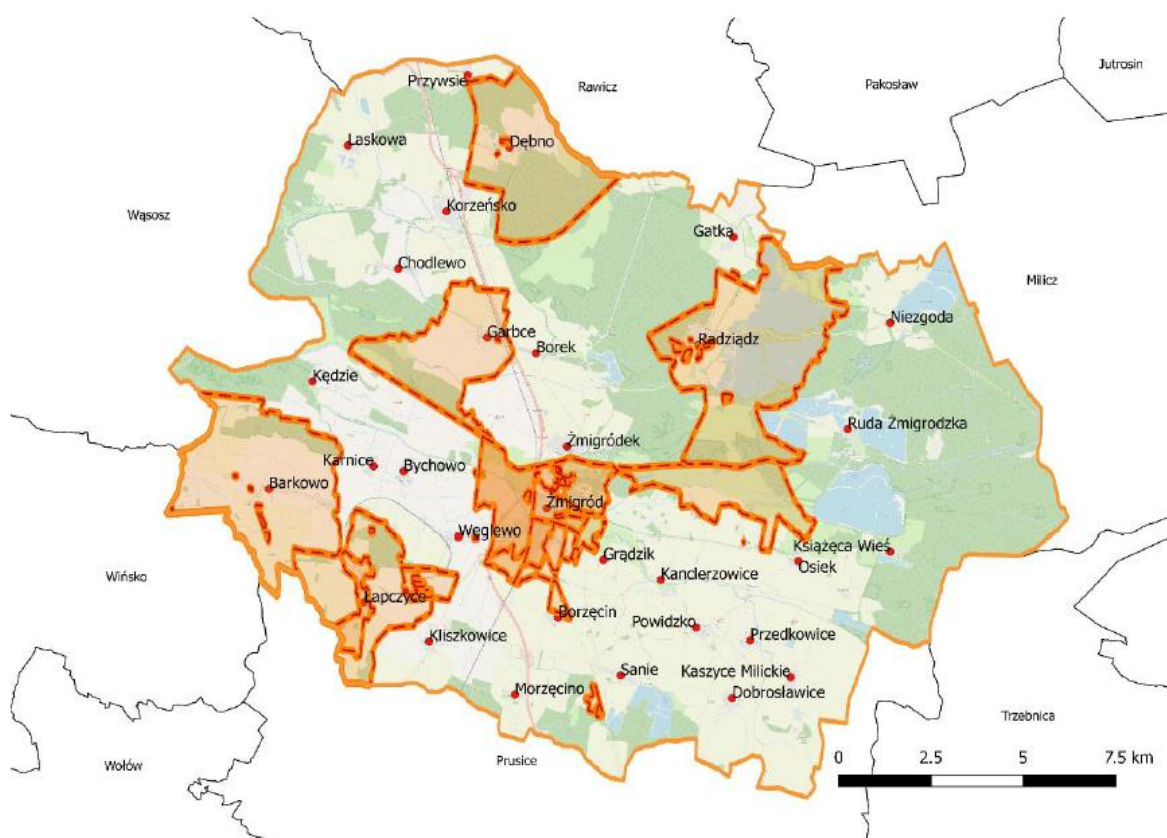 Jutrosin
Przywsie
Rawicz
Pakosław
Laskowa
Dębno
Wąsosz
Korzeńsko
Gatka
Chodlewo
Milicz
Niezgoda
Garbce
Radziądz
Borek
Kędzie
Ruda Żmigrodzka
Żmigródek
Karnice
Bychowo
Barkowo
Żmigród
Węglewo
Książęca Wieś
Grądzik
Osiek
Wińsko
Kanclerzowice
Łapczyce
Borzęcin
Powidzko
Kliszkowice
Przedkowice
Sanie
Kaszyce Milickie
Morzęcino
Dobrosławice
Trzebnica
Wołów
Prusice
0 2.5 5 7.5 km